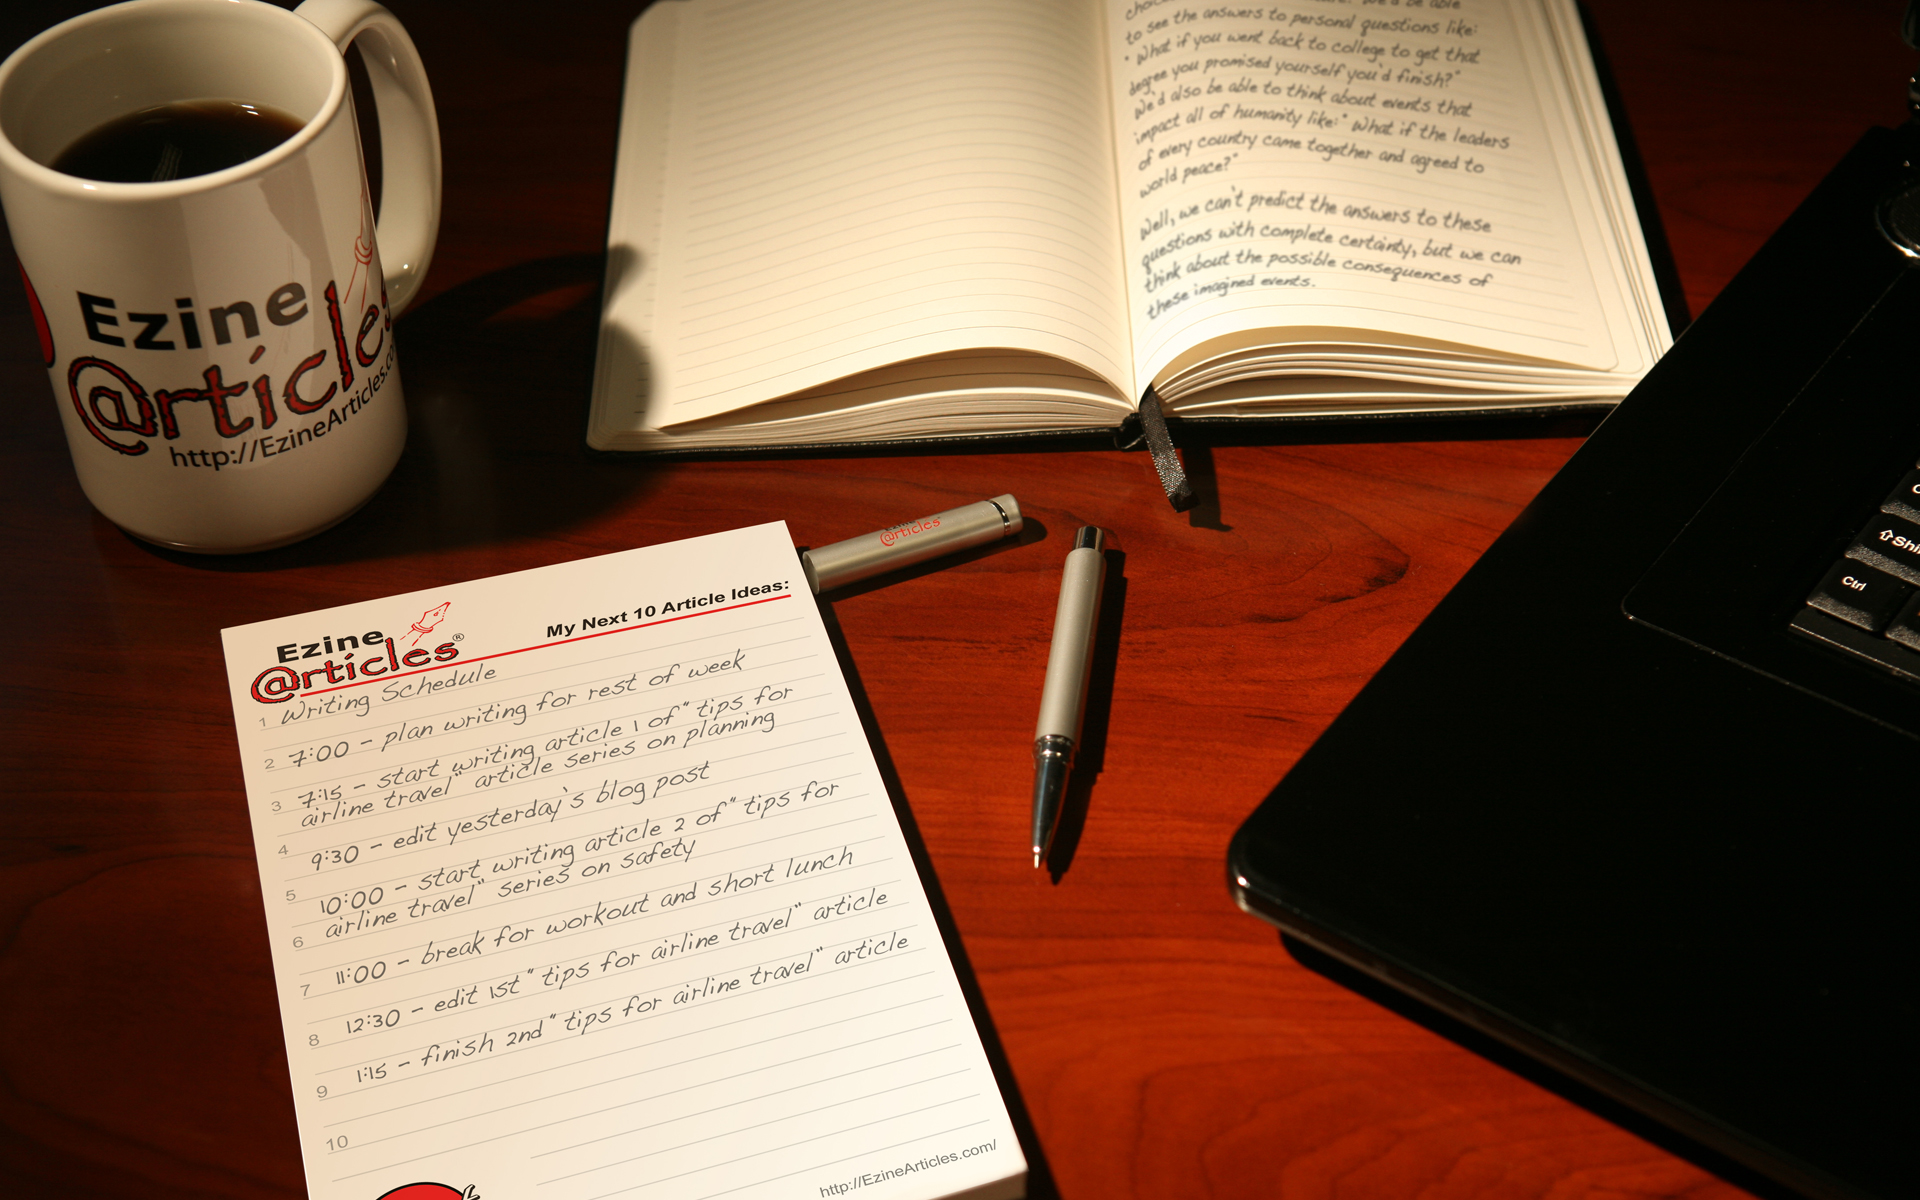 Ezine
@rticles
http://EzineArticles.co
to see the answers to personal questions like:
"What if you went back to college to get that
degree you promised yourself you'd finish?"
We'd also be able to think about events that
impact all of humanity like: "What if the leaders
of every country came together and agreed to
world peace?"
Well, we can't predict the answers to these
questions with complete certainty, but we can
think about the possible consequences of
these imagined events.
Ezine
@rticles
Ezine
@rticles®
My Next 10 Article Ideas:
1 Writing Schedule
2 7:00 - plan writing for rest of week
3 7:15 - start writing article 1 of "tips for
airline travel" article series on planning
4 9:30 - edit yesterday's blog post
5 10:00 - start writing article 2 of "tips for
6 airline travel" series on safety
7 11:00 - break for workout and short lunch
8 12:30 - edit 1st "tips for airline travel" article
9 1:15 - finish 2nd "tips for airline travel" article
10
http://EzineArticles.com/
Shi
Ctrl